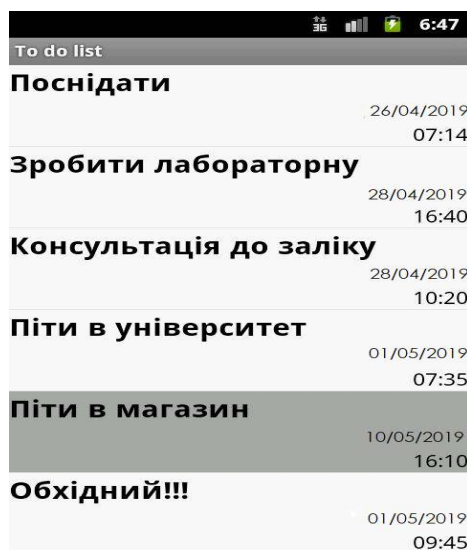 3G 6:47
To do list
Поснідати
26/04/2019
07:14
Зробити лабораторну
28/04/2019
16:40
Консультація до заліку
28/04/2019
10:20
Піти в університет
01/05/2019
07:35
Піти в магазин
10/05/2019
16:10
Обхідний!!!
01/05/2019
09:45